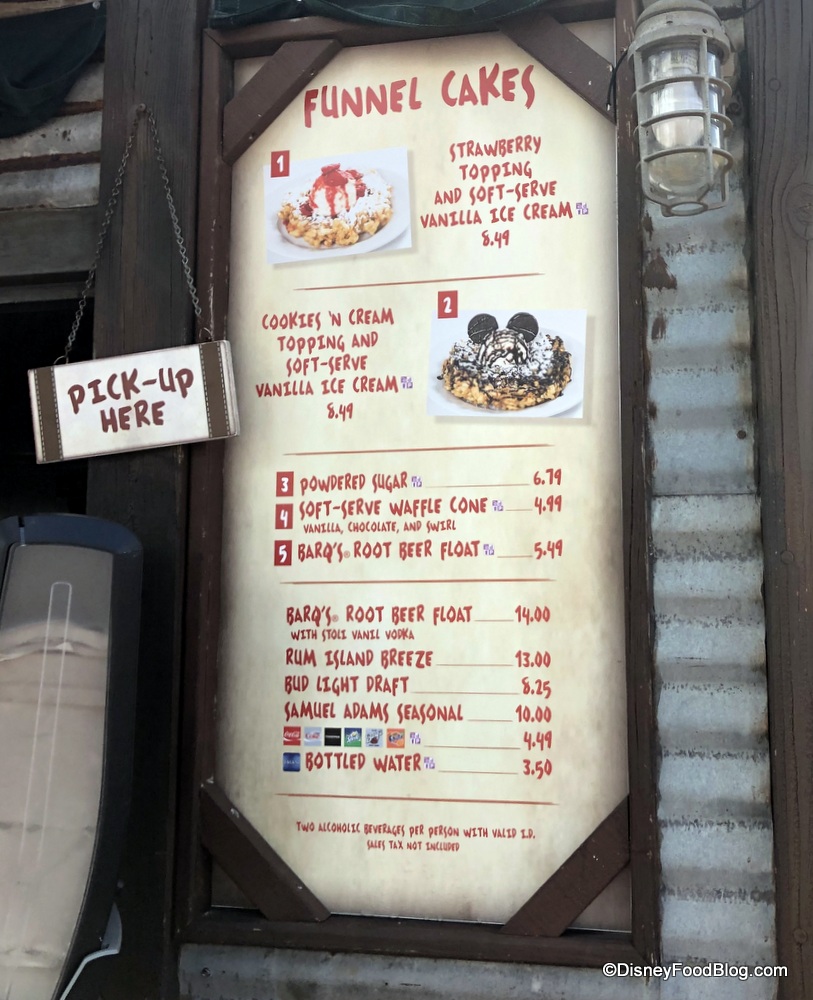 FUNNEL CAKES
1
STRAWBERRY
TOPPING
AND SOFT-SERVE
VANILLA ICE CREAM
8.49
2
COOKIES 'N CREAM
TOPPING AND
SOFT-SERVE
VANILLA ICE CREAM
8.49
PICK-UP
HERE
3 POWDERED SUGAR 6.79
4 SOFT-SERVE WAFFLE CONE 4.99
VANILLA, CHOCOLATE, AND SWIRL
5 BARQ'S® ROOT BEER FLOAT 5.49
BARQ'S® ROOT BEER FLOAT 14.00
WITH STOLI VANIL VODKA
RUM ISLAND BREEZE 13.00
BUD LIGHT DRAFT 8.25
SAMUEL ADAMS SEASONAL 10.00
4.49
BOTTLED WATER 3.50
TWO ALCOHOLIC BEVERAGES PER PERSON WITH VALID I.D.
SALES TAX NOT INCLUDED
©DisneyFoodBlog.com